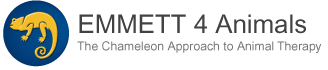 EMMETT 4 Animals
The Chameleon Approach to Animal Therapy